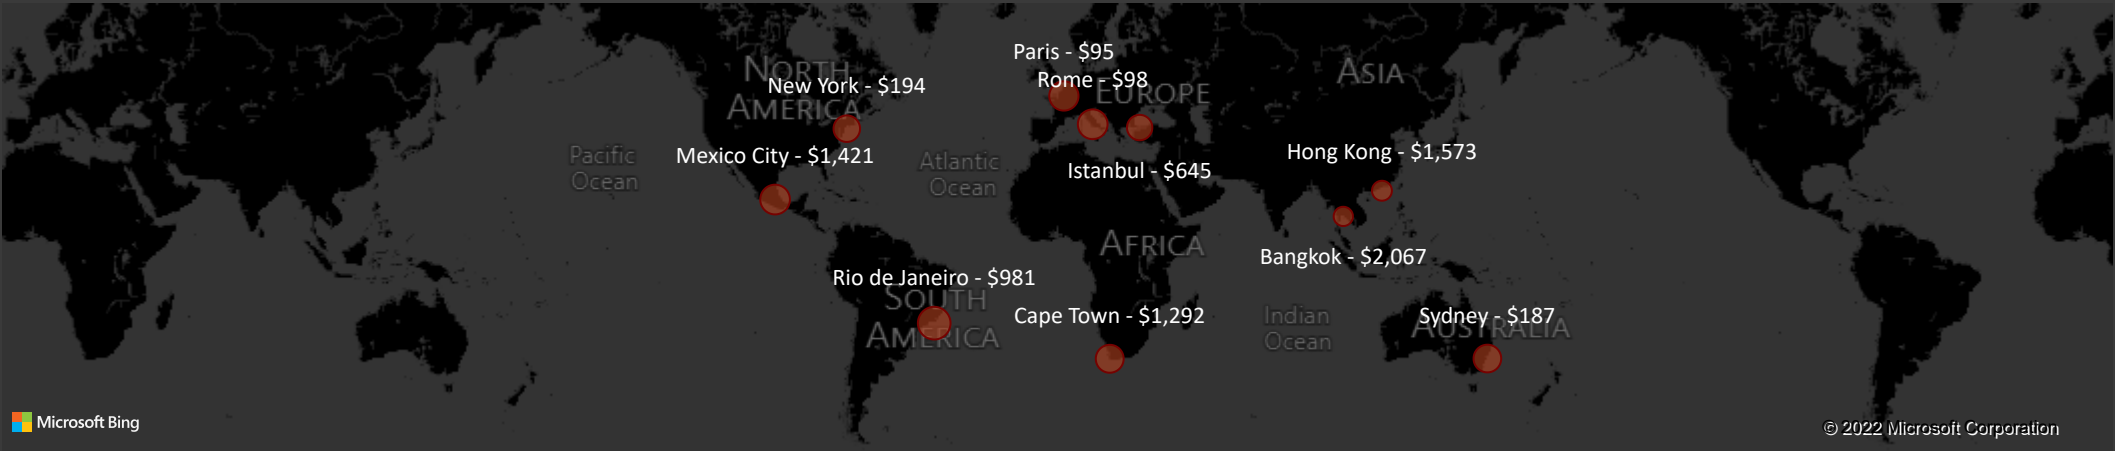 Paris - $95
Rome - $98
NORTH
AMERICA
New York - $194
EUROPE
ASIA
Pacific
Ocean
Mexico City - $1,421
Atlantic
Ocean
Istanbul - $645
Hong Kong - $1,573
AFRICA
Bangkok - $2,067
Rio de Janeiro - $981
SOUTH
AMERICA
Cape Town - $1,292
Indian
Ocean
Sydney - $187
AUSTRALIA
Microsoft Bing
© 2022 Microsoft Corporation